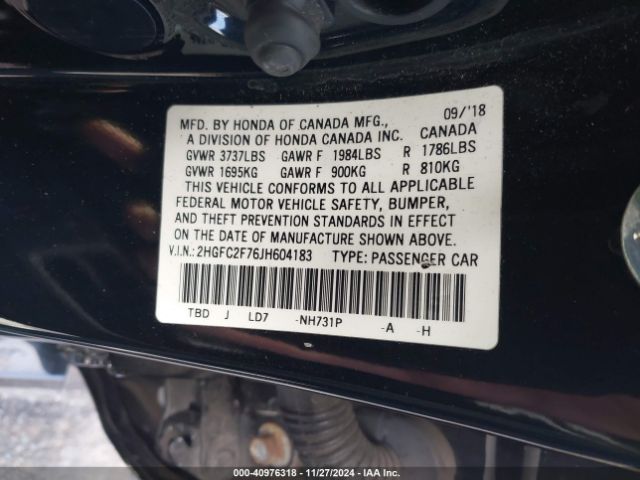 09/'18
MFD. BY HONDA OF CANADA MFG.,
A DIVISION OF HONDA CANADA INC. CANADA
GVWR 3737LBS GAWR F 1984LBS R 1786LBS
GVWR 1695KG GAWR F 900KG R 810KG
THIS VEHICLE CONFORMS TO ALL APPLICABLE
FEDERAL MOTOR VEHICLE SAFETY, BUMPER,
AND THEFT PREVENTION STANDARDS IN EFFECT
ON THE DATE OF MANUFACTURE SHOWN ABOVE.
V.I.N.: 2HGFC2F76JH604183 TYPE: PASSENGER CAR
TBD J LD7 -NH731P -A -H
000-40976318 - 11/27/2024 - IAA Inc.